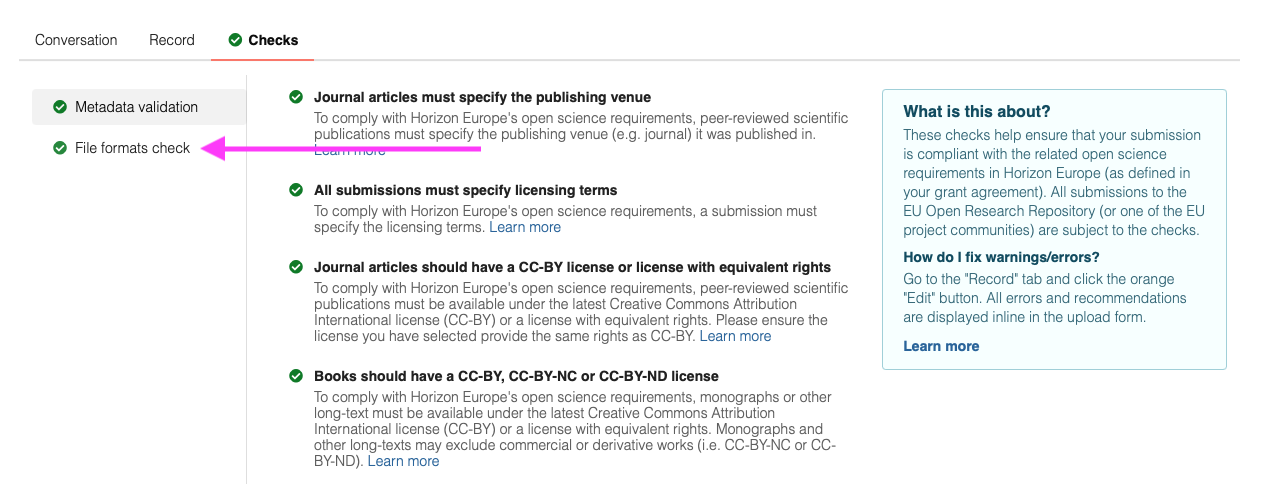 Conversation
Record
Checks
Metadata validation
File formats check
Journal articles must specify the publishing venue
To comply with Horizon Europe's open science requirements, peer-reviewed scientific
publications must specify the publishing venue (e.g. journal) it was published in.
Learn more
All submissions must specify licensing terms
To comply with Horizon Europe's open science requirements, a submission must
specify the licensing terms. Learn more
Journal articles should have a CC-BY license or license with equivalent rights
To comply with Horizon Europe's open science requirements, peer-reviewed scientific
publications must be available under the latest Creative Commons Attribution
International license (CC-BY) or a license with equivalent rights. Please ensure the
license you have selected provide the same rights as CC-BY. Learn more
Books should have a CC-BY, CC-BY-NC or CC-BY-ND license
To comply with Horizon Europe's open science requirements, monographs or other
long-text must be available under the latest Creative Commons Attribution
International license (CC-BY) or a license with equivalent rights. Monographs and
other long-texts may exclude commercial or derivative works (i.e. CC-BY-NC or CC-
BY-ND). Learn more
What is this about?
These checks help ensure that your submission
is compliant with the related open science
requirements in Horizon Europe (as defined in
your grant agreement). All submissions to the
EU Open Research Repository (or one of the EU
project communities) are subject to the checks.
How do I fix warnings/errors?
Go to the "Record" tab and click the orange
"Edit" button. All errors and recommendations
are displayed inline in the upload form.
Learn more